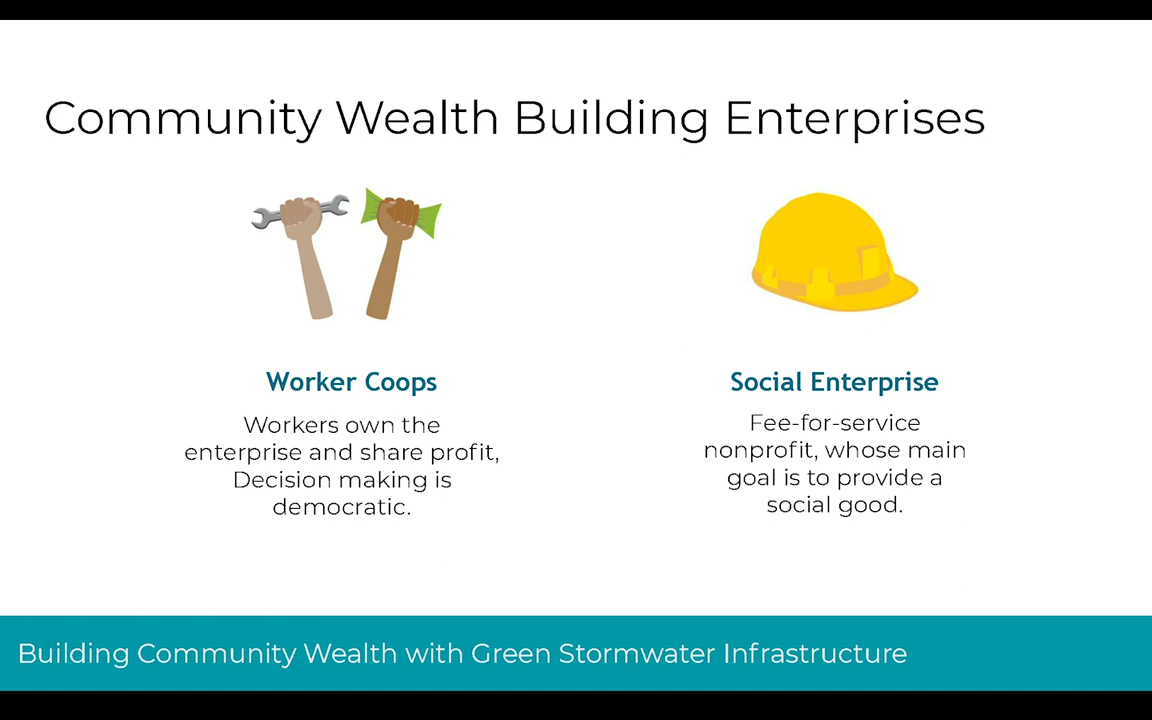 Community Wealth Building Enterprises
Worker Coops
Workers own the
enterprise and share profit,
Decision making is
democratic.
Social Enterprise
Fee-for-service
nonprofit, whose main
goal is to provide a
social good.
Building Community Wealth with Green Stormwater Infrastructure